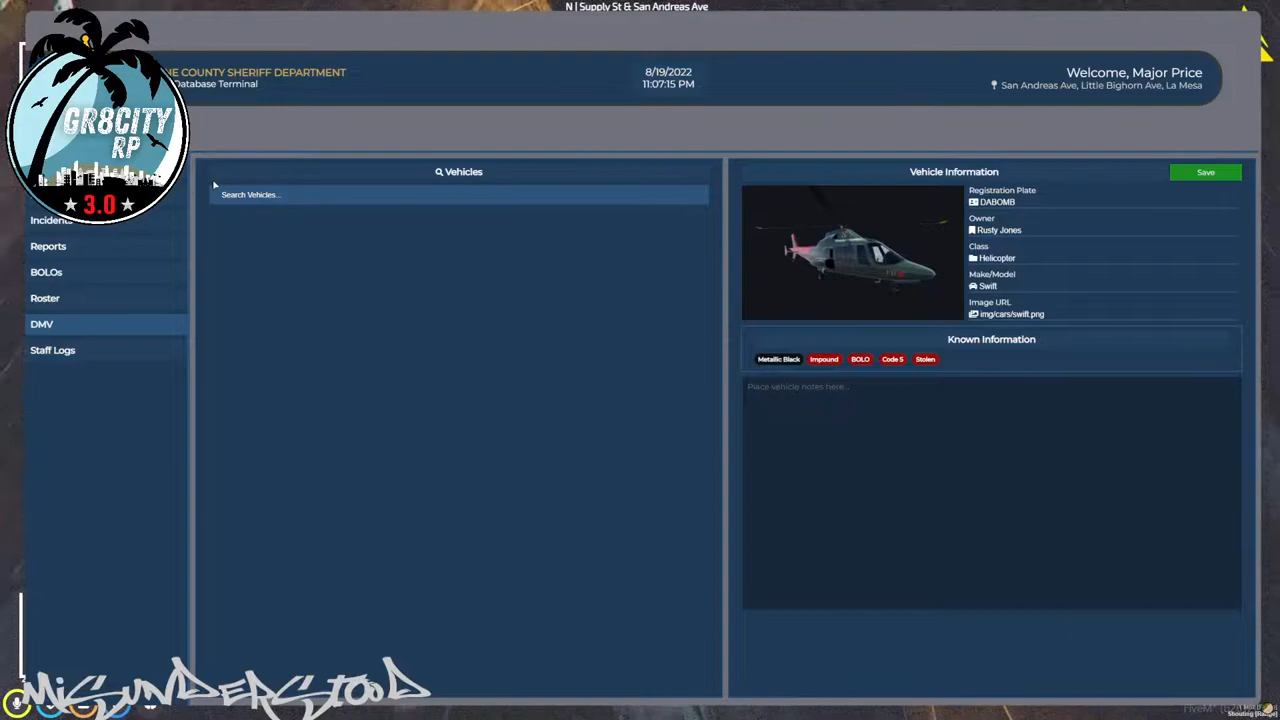 N | Supply St & San Andreas Ave
NE COUNTY SHERIFF DEPARTMENT
Database Terminal
8/19/2022
11:07:15 PM
Welcome, Major Price
San Andreas Ave, Little Bighorn Ave, La Mesa
GR8CITY
RP
3.0
Incidents
Reports
BOLOs
Roster
DMV
Staff Logs
Vehicles
Search Vehicles...
Vehicle Information
Save
Registration Plate
DABOMB
Owner
Rusty Jones
Class
Helicopter
Make/Model
Swift
Image URL
img/cars/swift.png
Known Information
Metallic Black Impound BOLO Code 5 Stolen
Place vehicle notes here...
MiSUNDERSTOOD
FiveM*
Shouting